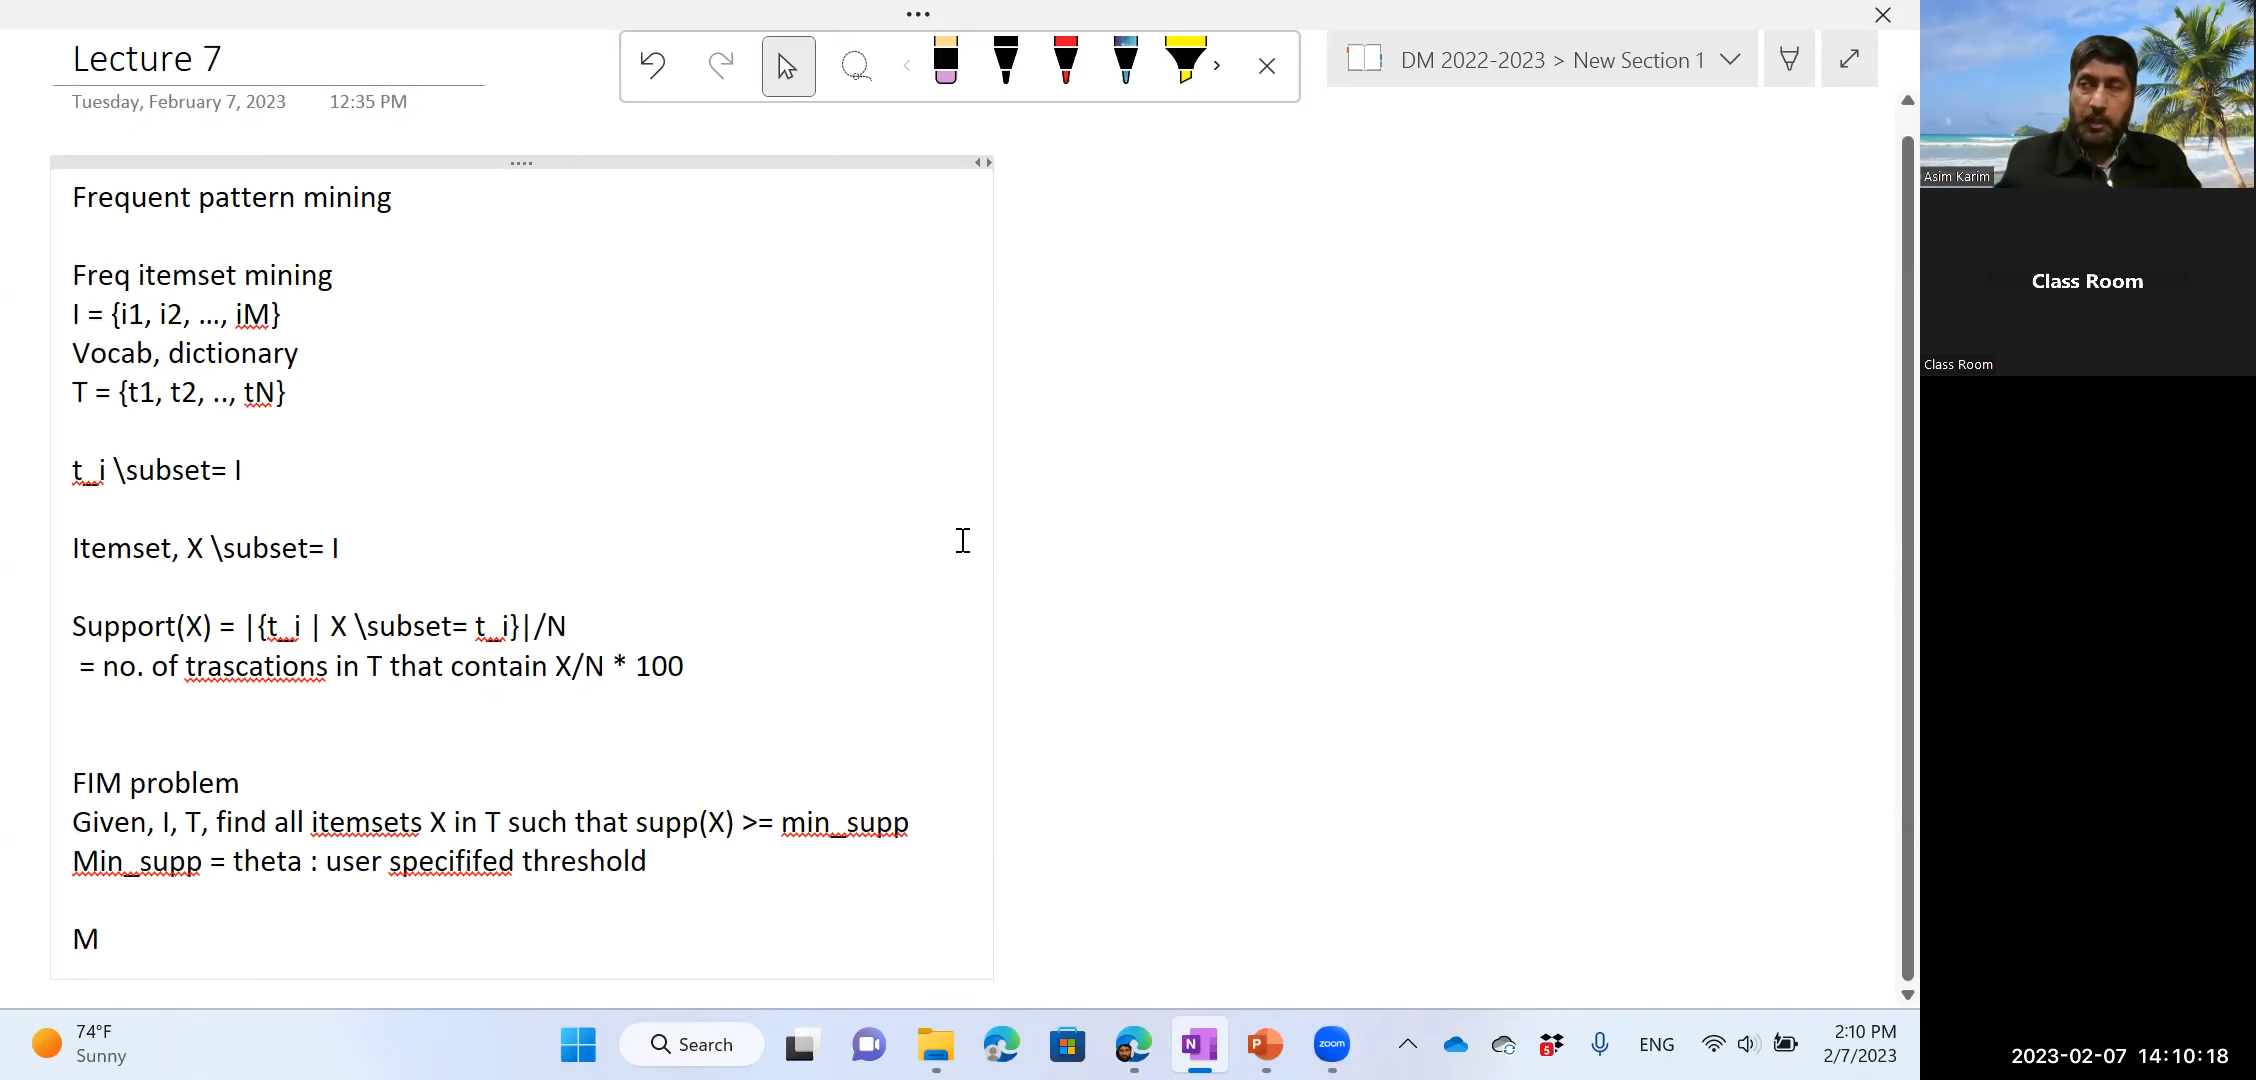 Lecture 7
Tuesday, February 7, 2023 12:35 PM
DM 2022-2023 > New Section 1
Frequent pattern mining
Freq itemset mining
I = {i1, i2, ..., iM}
Vocab, dictionary
T = {t1, t2, .., tN}
t_i \subset= I
Itemset, X \subset= I
Support(X) = |{t_i | X \subset= t_i}|/N
= no. of trascations in T that contain X/N * 100
FIM problem
Given, I, T, find all itemsets X in T such that supp(X) >= min_supp
Min_supp = theta : user specififed threshold
M
Asim Karim
Class Room
Class Room
74°F
Sunny
Search
N
P
zoom
5
ENG
2:10 PM
2/7/2023
2023-02-07 14:10:18